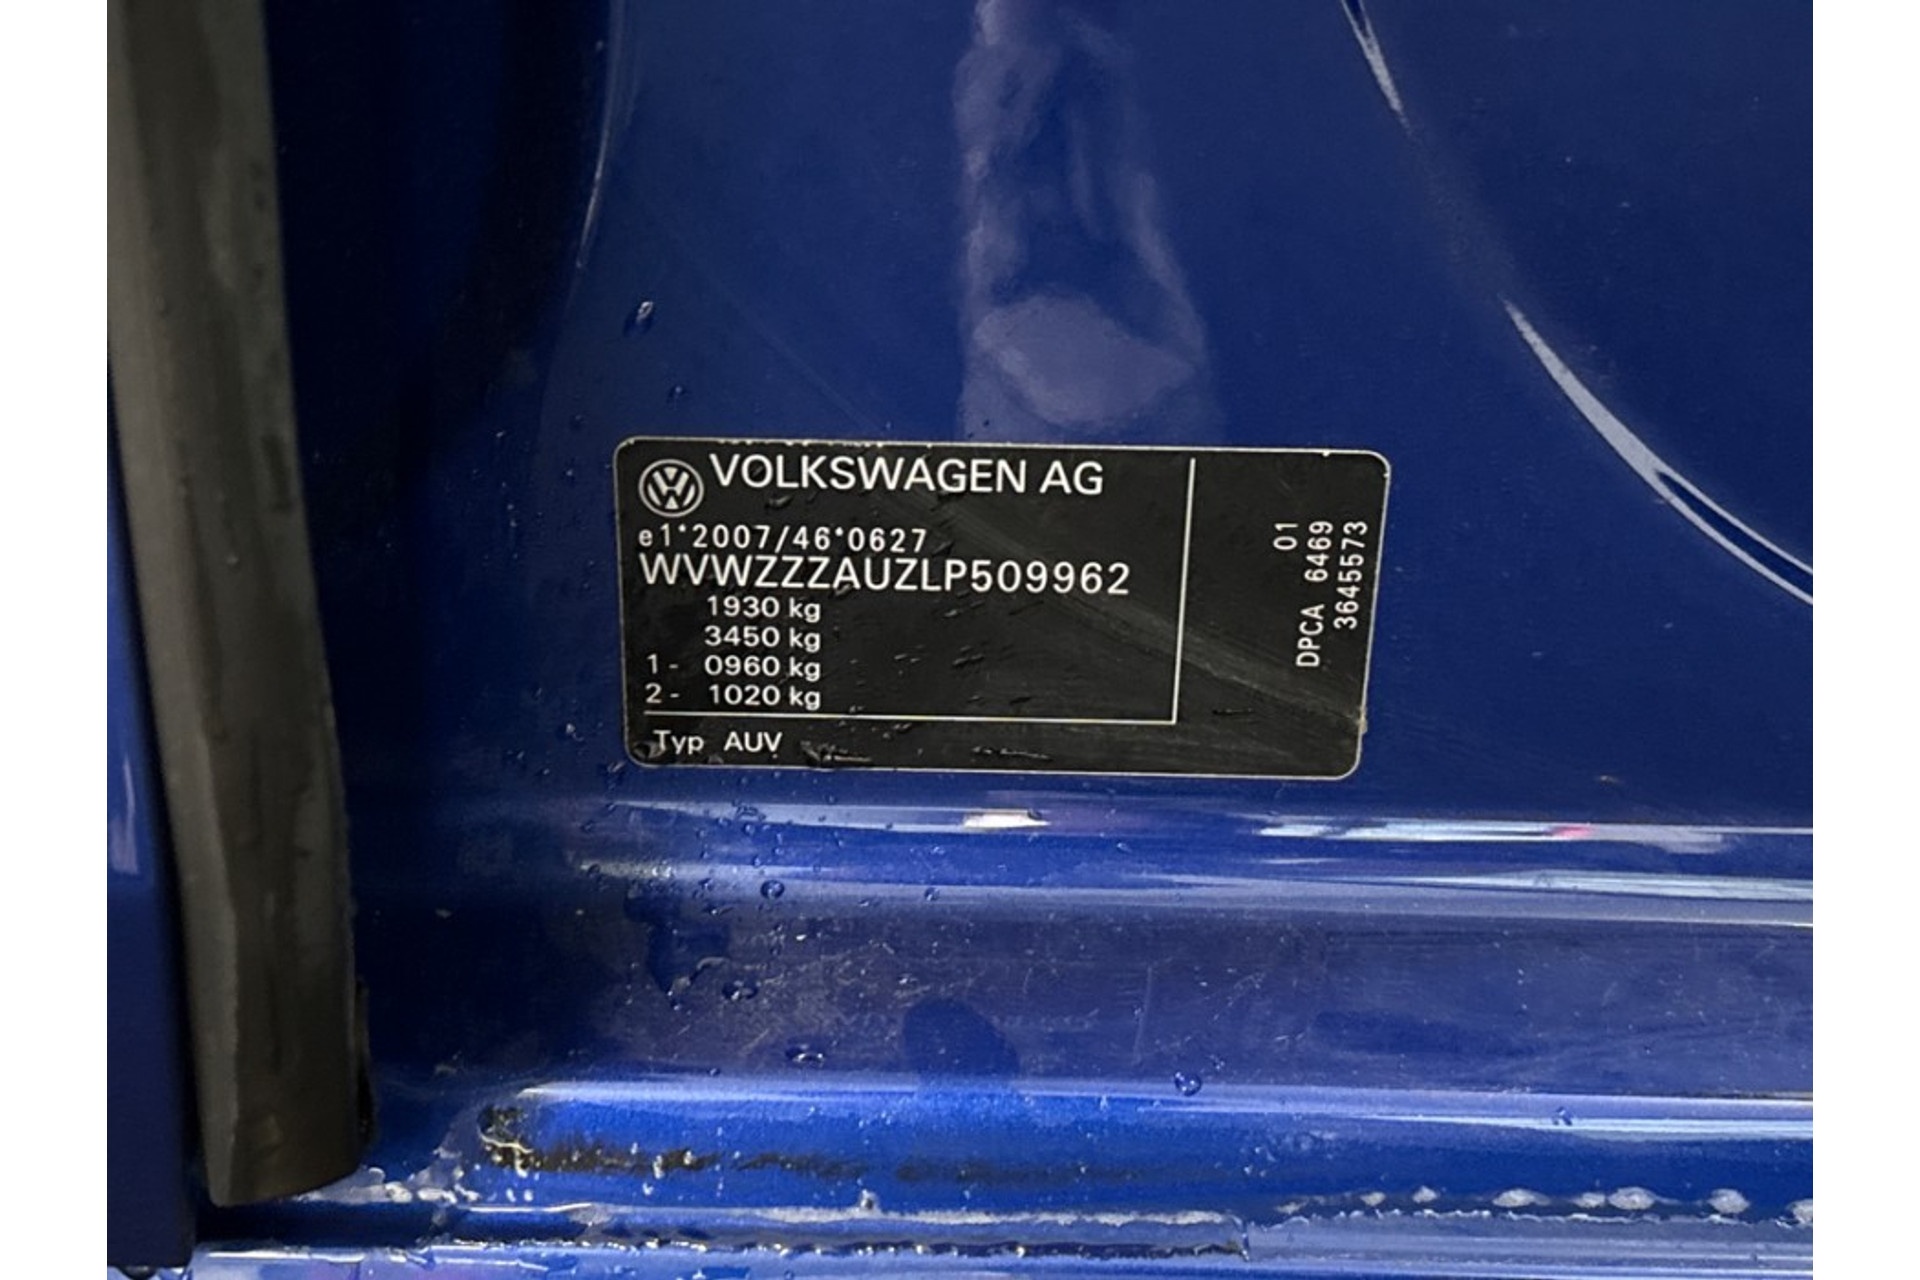 VOLKSWAGEN AG
e1*2007/46*0627
WVWZZZAUZLP509962
1930 kg
3450 kg
1- 0960 kg
2- 1020 kg
Typ AUV
01
DPCA 6469
3645573